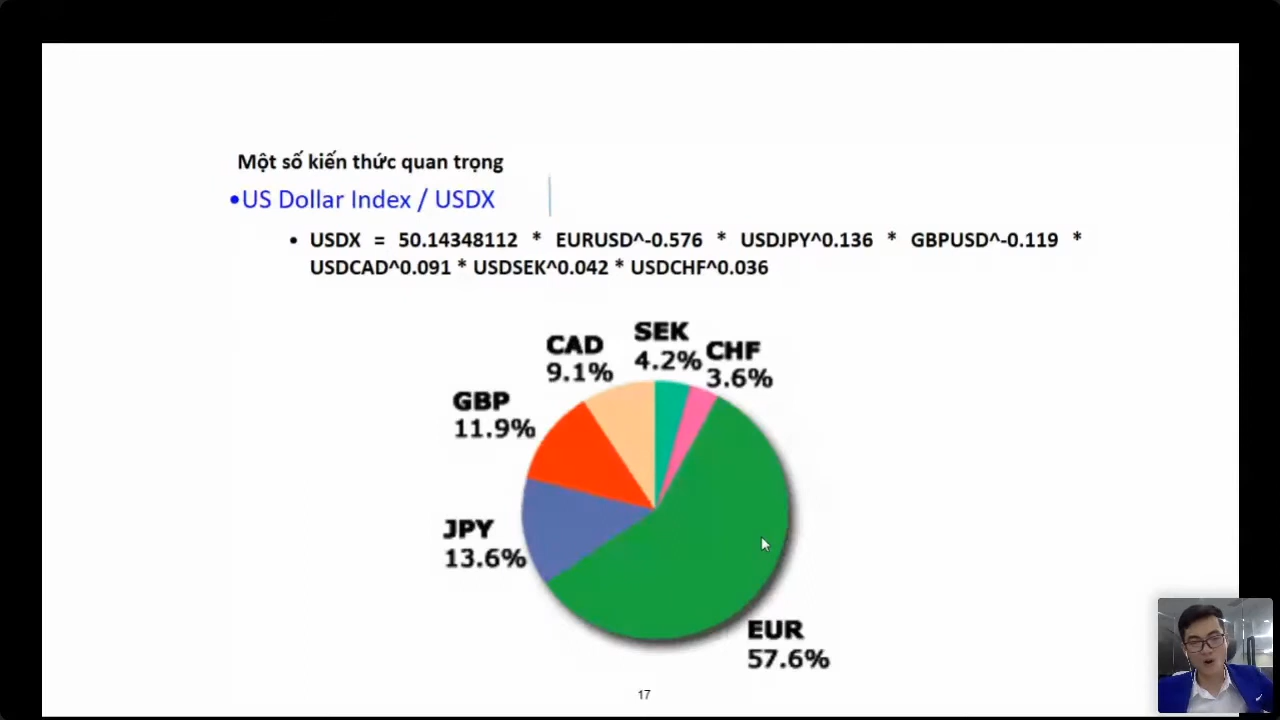 Một số kiến thức quan trọng
•US Dollar Index / USDX
• USDX = 50.14348112 * EURUSD^-0.576 * USDJPY^0.136 * GBPUSD^-0.119 *
USDCAD^0.091 * USDSEK^0.042 * USDCHF^0.036
SEK
4.2%
CAD
9.1%
CHF
3.6%
GBP
11.9%
JPY
13.6%
EUR
57.6%
17